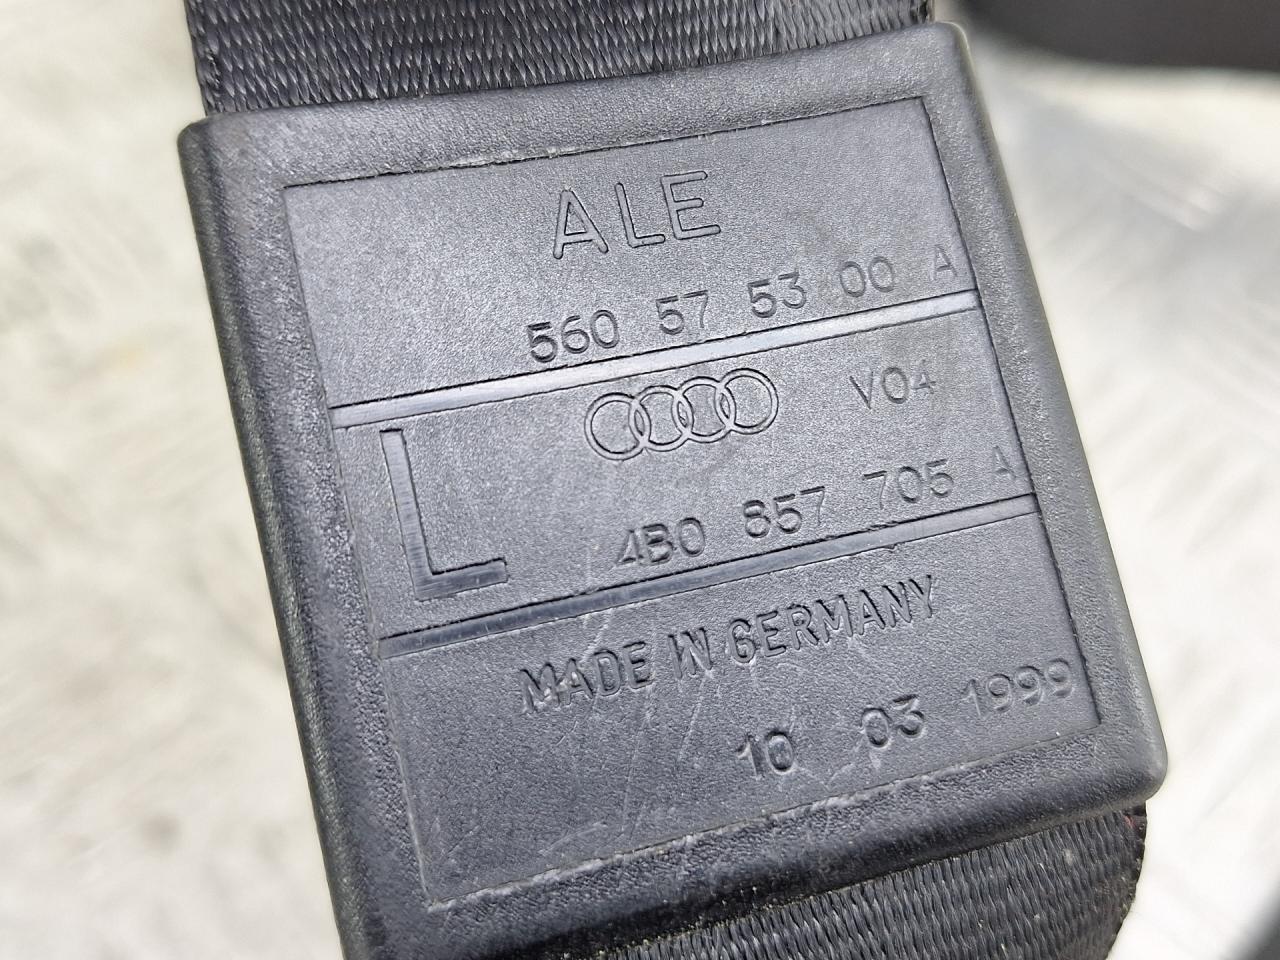 ALE
560 57 53 00 A
V04
L
4B0 857 705 A
MADE IN GERMANY
10 03 1999